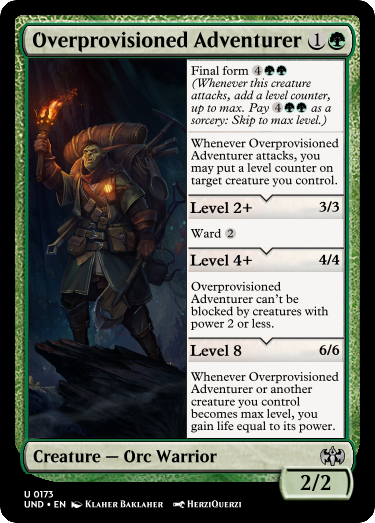 Overprovisioned Adventurer 1
Final form 4
(Whenever this creature
attacks, add a level counter,
up to max. Pay 4 as a
sorcery: Skip to max level.)
Whenever Overprovisioned
Adventurer attacks, you
may put a level counter on
target creature you control.
Level 2+ 3/3
Ward 2
Level 4+ 4/4
Overprovisioned
Adventurer can't be
blocked by creatures with
power 2 or less.
Level 8 6/6
Whenever Overprovisioned
Adventurer or another
creature you control
becomes max level, you
gain life equal to its power.
Creature — Orc Warrior
2/2
U 0173
UND • EN Klaher Baklaher HerziQuerzi